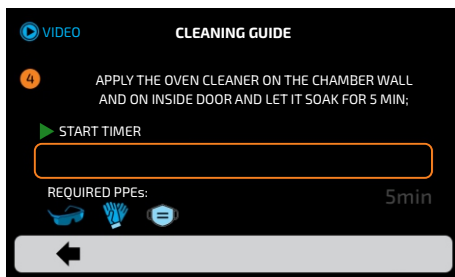 VIDEO
CLEANING GUIDE
4
APPLY THE OVEN CLEANER ON THE CHAMBER WALL
AND ON INSIDE DOOR AND LET IT SOAK FOR 5 MIN;
START TIMER
REQUIRED PPEs:
5min